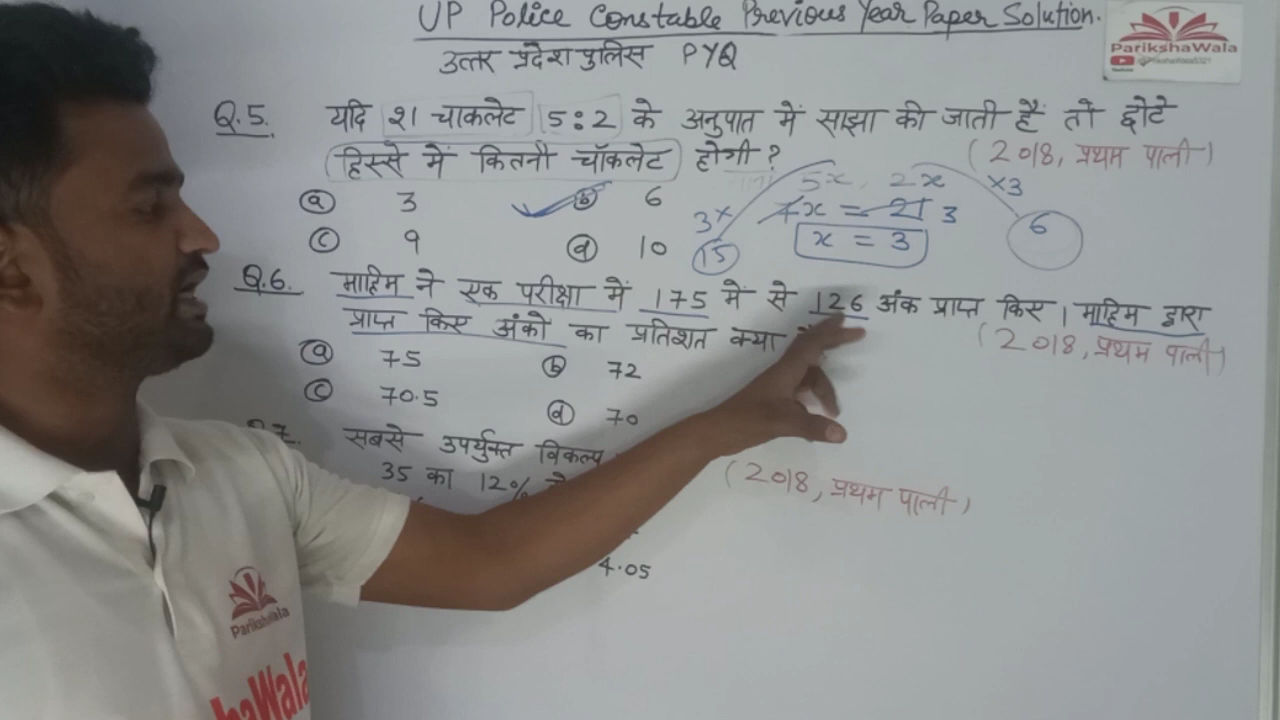 UP Police Constable Previous Year Paper Solution.
उत्तर प्रदेश पुलिस PYQ
ParikshaWala
YouTube
Q.5. यदि 21 चाकलेट 5:2 के अनुपात में साझा की जाती हैं तो छोटे
हिस्से में कितनी चॉकलेट होगी ?
(2018, प्रथम पाली)
ⓐ 3 ⓑ 6
ⓒ 9 ⓓ 10
5x, 2x ×3
3× 7x = 21 3
x = 3
15
6
Q.6. माहिम ने एक परीक्षा में 175 में से 126 अंक प्राप्त किए। माहिम द्वारा
प्राप्त किए अंको का प्रतिशत क्या
(2018, प्रथम पाली)
ⓐ 75 ⓑ 72
ⓒ 70.5 ⓓ 70
सबसे उपर्युक्त विकल्प
35 का 12%
(2018, प्रथम पाली)
4.05
ParikshaWala
haWala